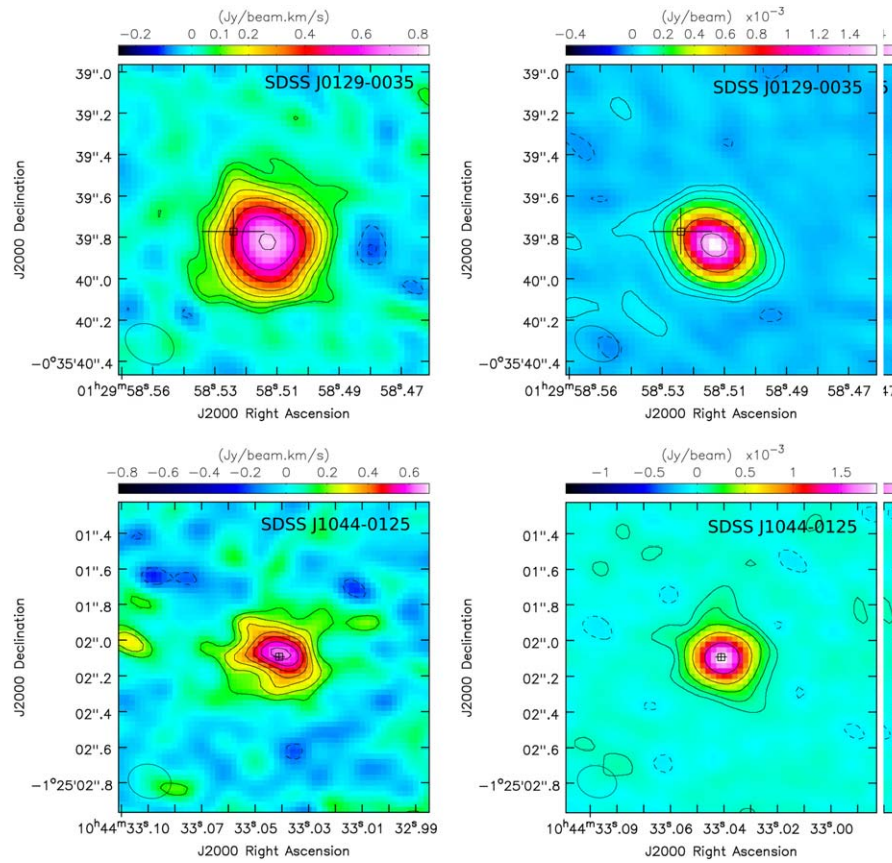 (Jy/beam.km/s)
−0.2 0 0.1 0.2 0.4 0.6 0.8
SDSS J0129-0035
39".0
39".2
39".4
39".6
39".8
40".0
40".2
−0°35'40".4
J2000 Declination
01ʰ29ᵐ58ˢ.56 58ˢ.53 58ˢ.51 58ˢ.49 58ˢ.47
J2000 Right Ascension
(Jy/beam) x10⁻³
−0.4 0 0.2 0.4 0.6 0.8 1 1.2 1.4
SDSS J0129-0035
5
39".0
39".2
39".4
39".6
39".8
40".0
40".2
−0°35'40".4
J2000 Declination
01ʰ29ᵐ58ˢ.56 58ˢ.53 58ˢ.51 58ˢ.49 58ˢ.47
47
J2000 Right Ascension
(Jy/beam.km/s)
−0.8 −0.6 −0.4 −0.2 0 0.2 0.4 0.6
SDSS J1044-0125
01".4
01".6
01".8
02".0
02".2
02".4
02".6
−1°25'02".8
J2000 Declination
10ʰ44ᵐ33ˢ.10 33ˢ.07 33ˢ.05 33ˢ.03 33ˢ.01 32ˢ.99
J2000 Right Ascension
(Jy/beam) x10⁻³
−1 −0.5 0 0.5 1 1.5
SDSS J1044-0125
01".4
01".6
01".8
02".0
02".2
02".4
02".6
−1°25'02".8
J2000 Declination
10ʰ44ᵐ33ˢ.09 33ˢ.06 33ˢ.04 33ˢ.02 33ˢ.00
J2000 Right Ascension